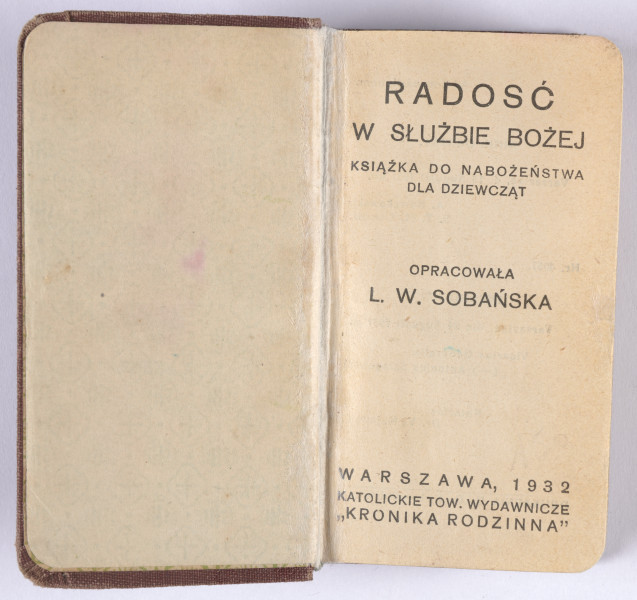 RADOSĆ
W SŁUŻBIE BOŻEJ
KSIĄŻKA DO NABOŻEŃSTWA
DLA DZIEWCZĄT
OPRACOWAŁA
L. W. SOBAŃSKA
WARSZAWA, 1932
KATOLICKIE TOW. WYDAWNICZE
„KRONIKA RODZINNA”